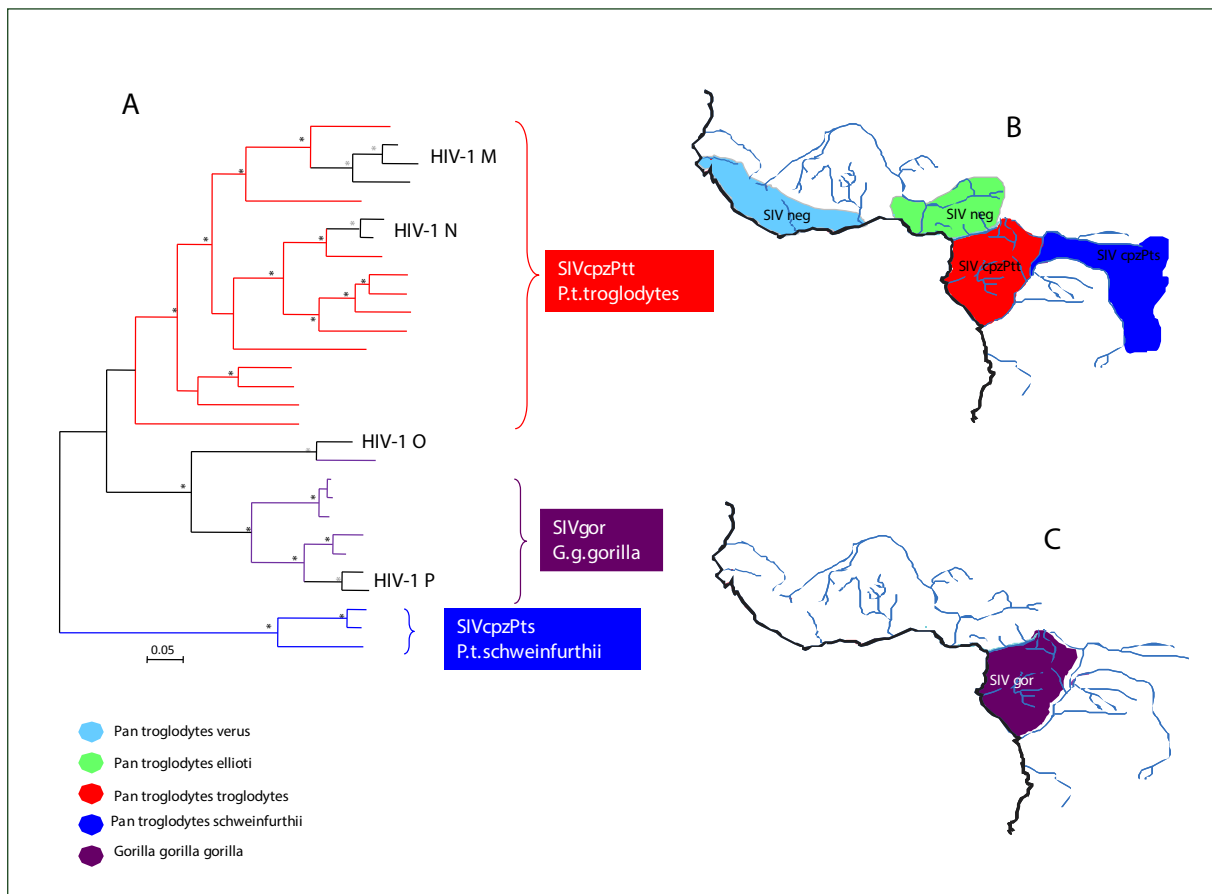 A
HIV-1 M
HIV-1 N
SIVcpzPtt
P.t.troglodytes
HIV-1 O
SIVgor
G.g.gorilla
HIV-1 P
SIVcpzPts
P.t.schweinfurthii
0.05
* * * * * * * * * * * * * * * * * * * *
Pan troglodytes verus
Pan troglodytes ellioti
Pan troglodytes troglodytes
Pan troglodytes schweinfurthii
Gorilla gorilla gorilla
B
SIV neg
SIV neg
SIV cpzPtt
SIV cpzPts
C
SIV gor